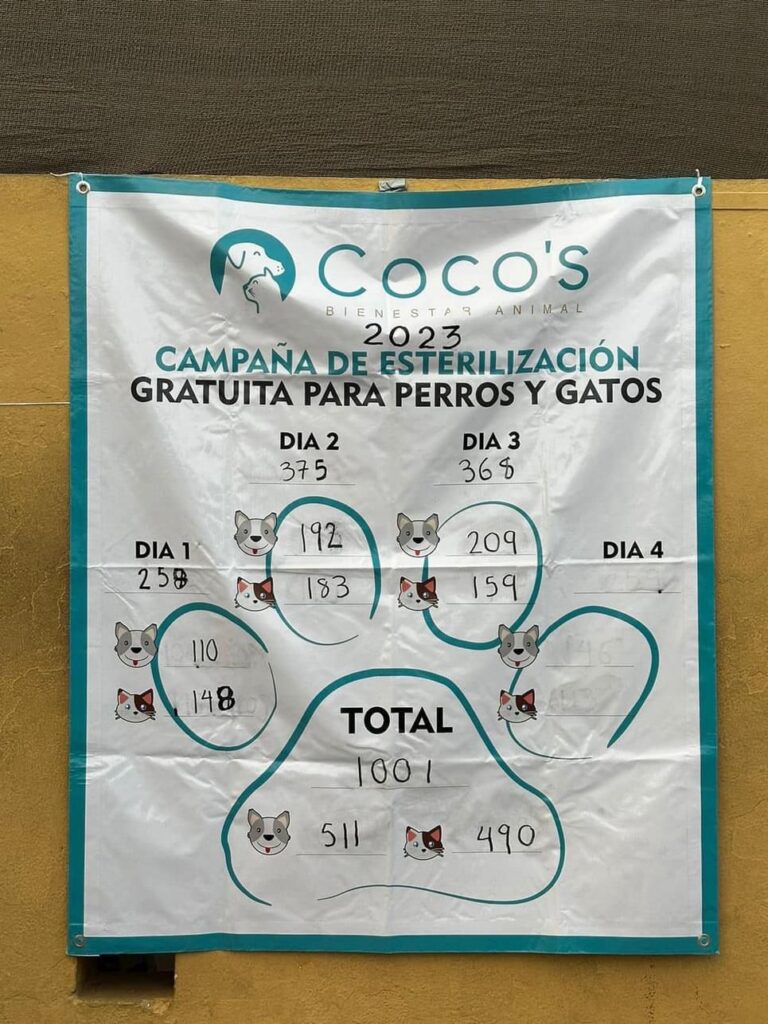 Coco's
BIENESTAR ANIMAL
2023
CAMPAÑA DE ESTERILIZACIÓN
GRATUITA PARA PERROS Y GATOS
DIA 1
258
110
148
DIA 2
375
192
183
DIA 3
368
209
159
DIA 4
TOTAL
1001
511
490